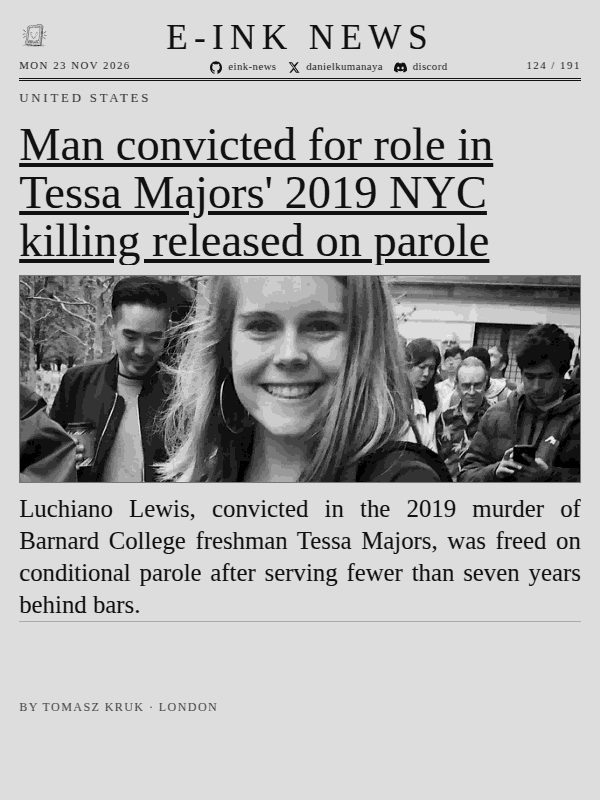 E-INK NEWS
MON 23 NOV 2026
eink-news
danielkumanaya
discord
124 / 191
UNITED STATES
Man convicted for role in
Tessa Majors' 2019 NYC
killing released on parole
Luchiano Lewis, convicted in the 2019 murder of
Barnard College freshman Tessa Majors, was freed on
conditional parole after serving fewer than seven years
behind bars.
BY TOMASZ KRUK · LONDON